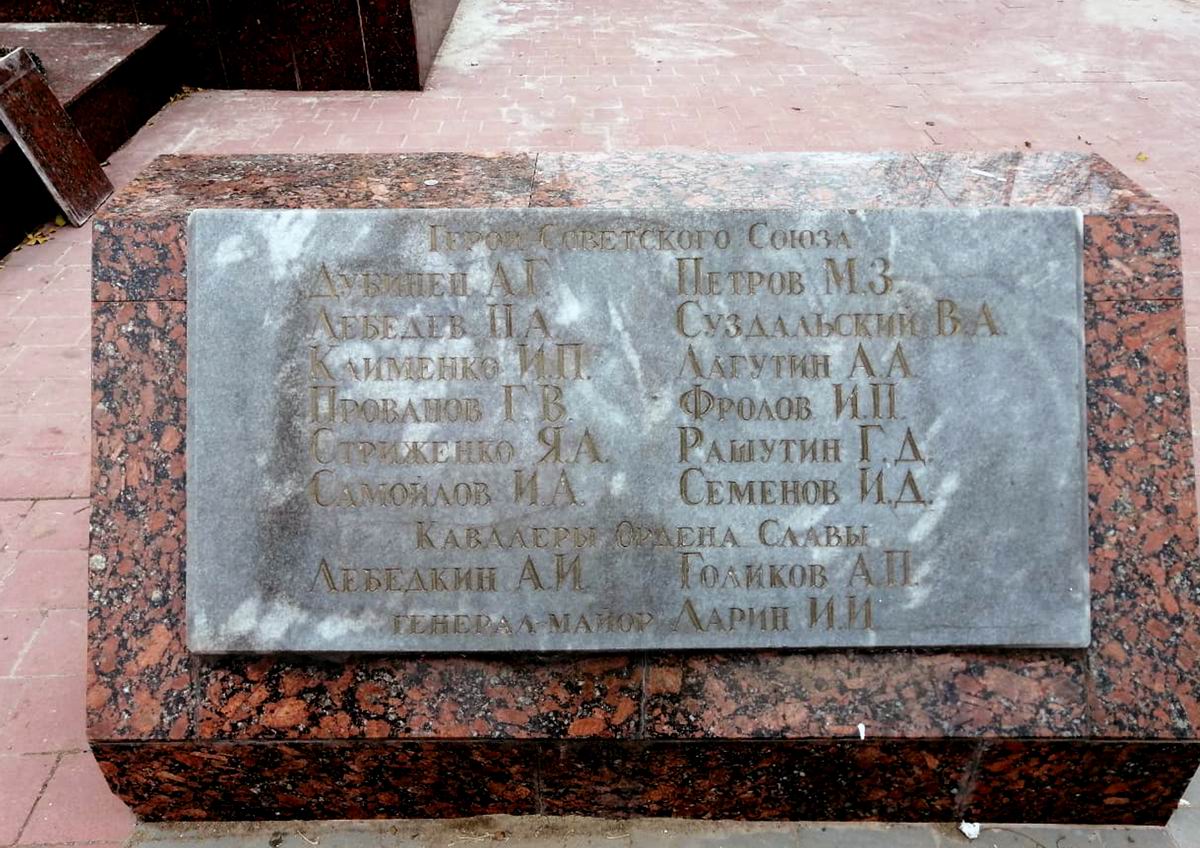 Герои Советского Союза
Дубинец А.Г. Петров М.З.
Лебедев П.А. Суздальский В.А.
Клименко И.П. Лагутин А.А.
Прованов Г.В. Фролов И.П.
Стриженко Я.А. Рашутин Г.Д.
Самойлов И.А. Семенов И.Д.
Каваллеры Ордена Славы
Лебедкин А.И. Голиков А.П.
генерал-майор Ларин И.И.